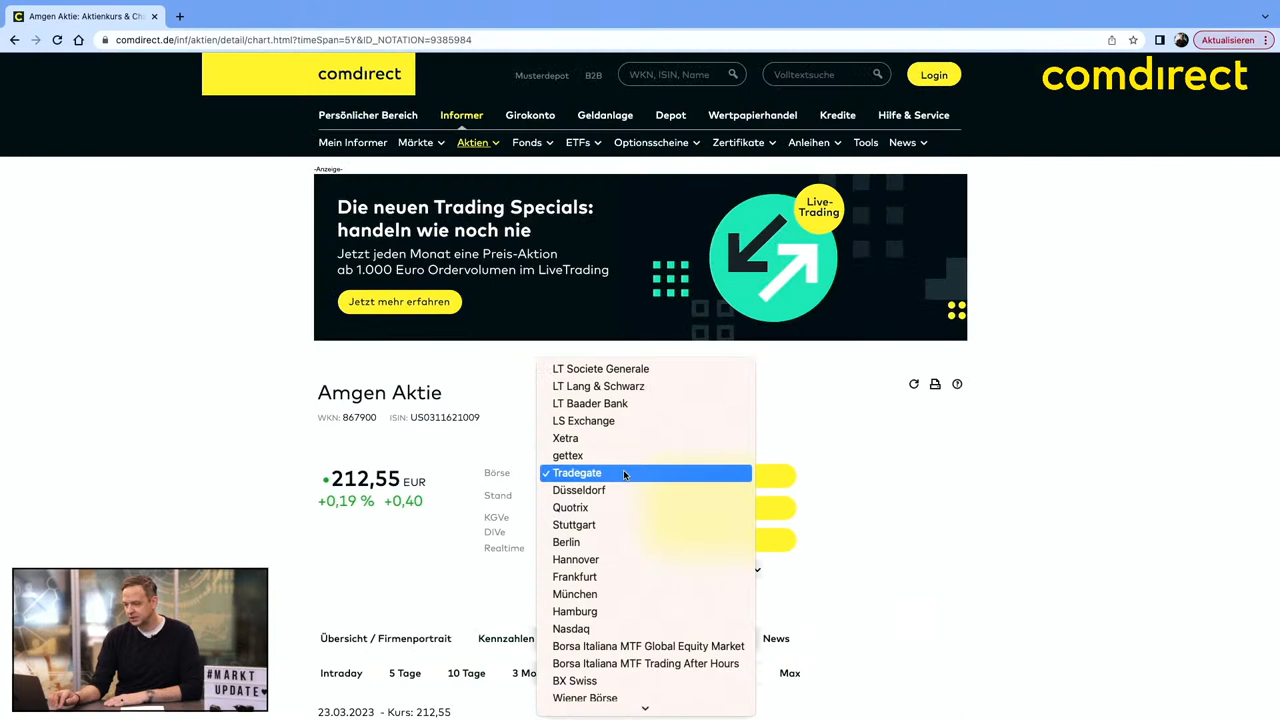 Amgen Aktie: Aktienkurs & Ch
comdirect.de/inf/aktien/detail/chart.html?timeSpan=5Y&ID_NOTATION=9385984
Aktualisieren
comdirect
Musterdepot
B2B
WKN, ISIN, Name
Volltextsuche
Login
comdirect
Persönlicher Bereich
Informer
Girokonto
Geldanlage
Depot
Wertpapierhandel
Kredite
Hilfe & Service
Mein Informer
Märkte
Aktien
Fonds
ETFs
Optionsscheine
Zertifikate
Anleihen
Tools
News
-Anzeige-
Die neuen Trading Specials:
handeln wie noch nie
Jetzt jeden Monat eine Preis-Aktion
ab 1.000 Euro Ordervolumen im LiveTrading
Jetzt mehr erfahren
Live-
Trading
Amgen Aktie
WKN: 867900
ISIN: US0311621009
212,55 EUR
+0,19 % +0,40
Börse
Stand
KGVe
DIVe
Realtime
LT Societe Generale
LT Lang & Schwarz
LT Baader Bank
LS Exchange
Xetra
gettex
✓ Tradegate
Düsseldorf
Quotrix
Stuttgart
Berlin
Hannover
Frankfurt
München
Hamburg
Nasdaq
Borsa Italiana MTF Global Equity Market
Borsa Italiana MTF Trading After Hours
BX Swiss
Wiener Börse
Übersicht / Firmenportrait
Kennzahlen
News
Intraday
5 Tage
10 Tage
3 Mo
Max
23.03.2023 - Kurs: 212,55
#MARKT
UPDATE